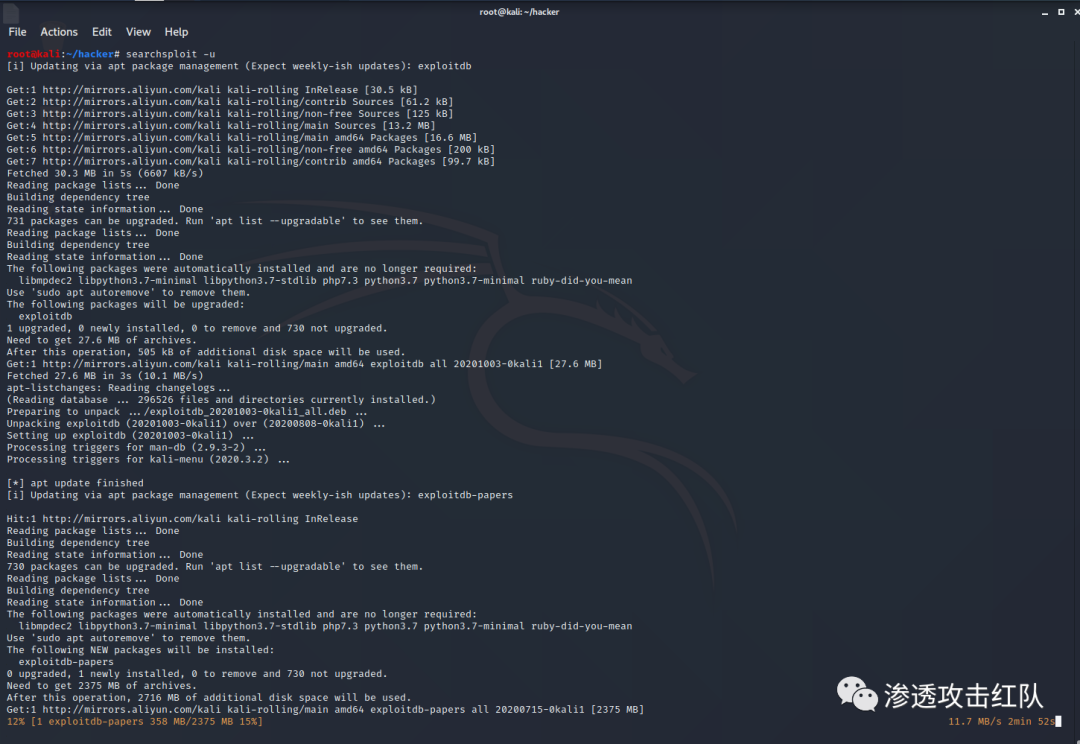 root@kali: ~/hacker
File Actions Edit View Help
root@kali:~/hacker# searchsploit -u
[i] Updating via apt package management (Expect weekly-ish updates): exploitdb
Get:1 http://mirrors.aliyun.com/kali kali-rolling InRelease [30.5 kB]
Get:2 http://mirrors.aliyun.com/kali kali-rolling/contrib Sources [61.2 kB]
Get:3 http://mirrors.aliyun.com/kali kali-rolling/non-free Sources [125 kB]
Get:4 http://mirrors.aliyun.com/kali kali-rolling/main Sources [13.2 MB]
Get:5 http://mirrors.aliyun.com/kali kali-rolling/main amd64 Packages [16.6 MB]
Get:6 http://mirrors.aliyun.com/kali kali-rolling/non-free amd64 Packages [200 kB]
Get:7 http://mirrors.aliyun.com/kali kali-rolling/contrib amd64 Packages [99.7 kB]
Fetched 30.3 MB in 5s (6607 kB/s)
Reading package lists... Done
Building dependency tree
Reading state information... Done
731 packages can be upgraded. Run 'apt list --upgradable' to see them.
Reading package lists... Done
Building dependency tree
Reading state information... Done
The following packages were automatically installed and are no longer required:
libmpdec2 libpython3.7-minimal libpython3.7-stdlib php7.3 python3.7 python3.7-minimal ruby-did-you-mean
Use 'sudo apt autoremove' to remove them.
The following packages will be upgraded:
exploitdb
1 upgraded, 0 newly installed, 0 to remove and 730 not upgraded.
Need to get 27.6 MB of archives.
After this operation, 505 kB of additional disk space will be used.
Get:1 http://mirrors.aliyun.com/kali kali-rolling/main amd64 exploitdb all 20201003-0kali1 [27.6 MB]
Fetched 27.6 MB in 3s (10.1 MB/s)
apt-listchanges: Reading changelogs...
(Reading database ... 296526 files and directories currently installed.)
Preparing to unpack .../exploitdb_20201003-0kali1_all.deb ...
Unpacking exploitdb (20201003-0kali1) over (20200808-0kali1) ...
Setting up exploitdb (20201003-0kali1) ...
Processing triggers for man-db (2.9.3-2) ...
Processing triggers for kali-menu (2020.3.2) ...
[*] apt update finished
[i] Updating via apt package management (Expect weekly-ish updates): exploitdb-papers
Hit:1 http://mirrors.aliyun.com/kali kali-rolling InRelease
Reading package lists... Done
Building dependency tree
Reading state information... Done
730 packages can be upgraded. Run 'apt list --upgradable' to see them.
Reading package lists... Done
Building dependency tree
Reading state information... Done
The following packages were automatically installed and are no longer required:
libmpdec2 libpython3.7-minimal libpython3.7-stdlib php7.3 python3.7 python3.7-minimal ruby-did-you-mean
Use 'sudo apt autoremove' to remove them.
The following NEW packages will be installed:
exploitdb-papers
0 upgraded, 1 newly installed, 0 to remove and 730 not upgraded.
Need to get 2375 MB of archives.
After this operation, 2716 MB of additional disk space will be used.
Get:1 http://mirrors.aliyun.com/kali kali-rolling/main amd64 exploitdb-papers all 20200715-0kali1 [2375 MB]
12% [1 exploitdb-papers 358 MB/2375 MB 15%] 11.7 MB/s 2min 52s
渗透攻击红队